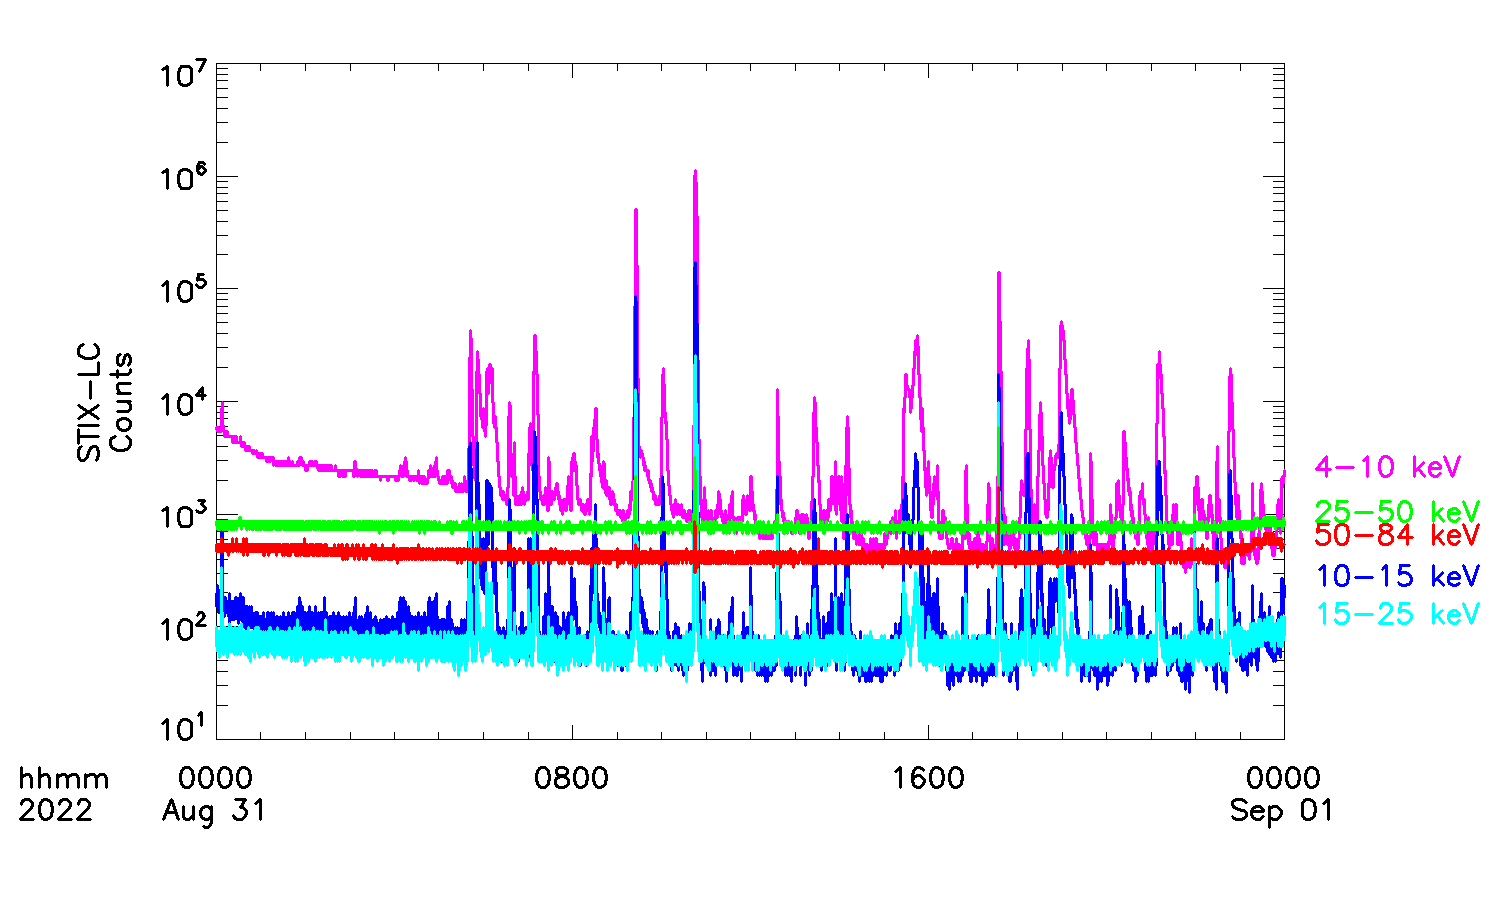 10^7
10^6
10^5
10^4
10^3
10^2
10^1
STIX-LC
Counts
4-10 keV
25-50 keV
50-84 keV
10-15 keV
15-25 keV
hhmm 0000 0800 1600 0000
2022 Aug 31 Sep 01